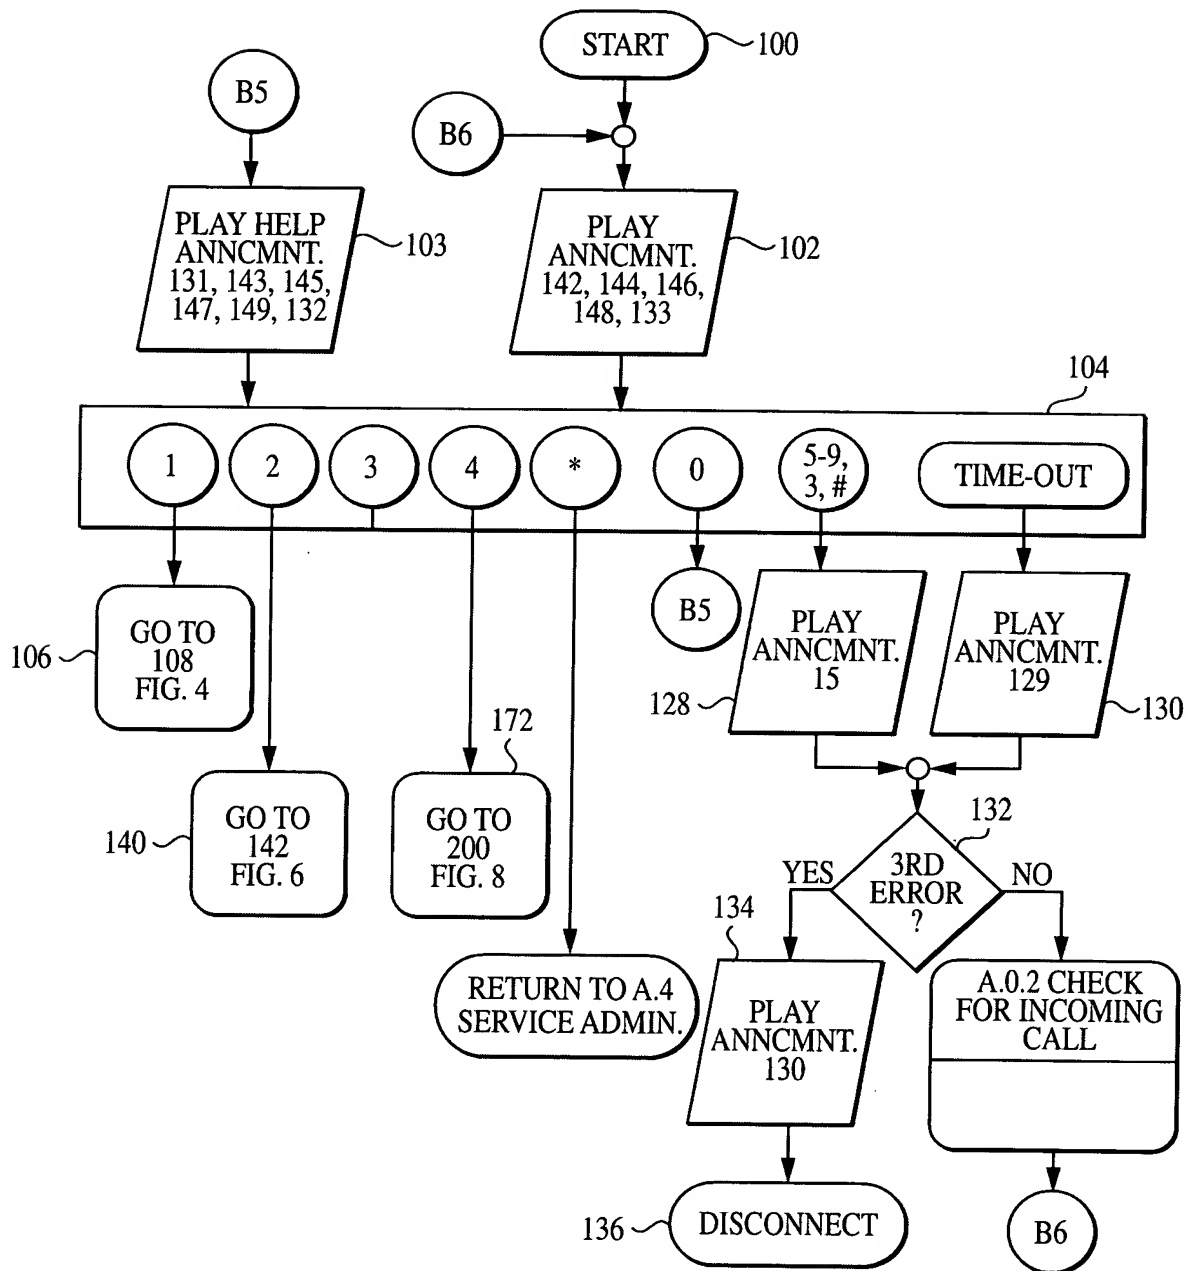 START
100
B5
B6
PLAY HELP
ANNCMNT.
131, 143, 145,
147, 149, 132
103
PLAY
ANNCMNT.
142, 144, 146,
148, 133
102
104
1
2
3
4
*
0
5-9,
3, #
TIME-OUT
GO TO
108
FIG. 4
106
B5
PLAY
ANNCMNT.
15
128
PLAY
ANNCMNT.
129
130
GO TO
142
FIG. 6
140
172
GO TO
200
FIG. 8
132
3RD
ERROR
?
YES
NO
134
RETURN TO A.4
SERVICE ADMIN.
PLAY
ANNCMNT.
130
A.0.2 CHECK
FOR INCOMING
CALL
136
DISCONNECT
B6